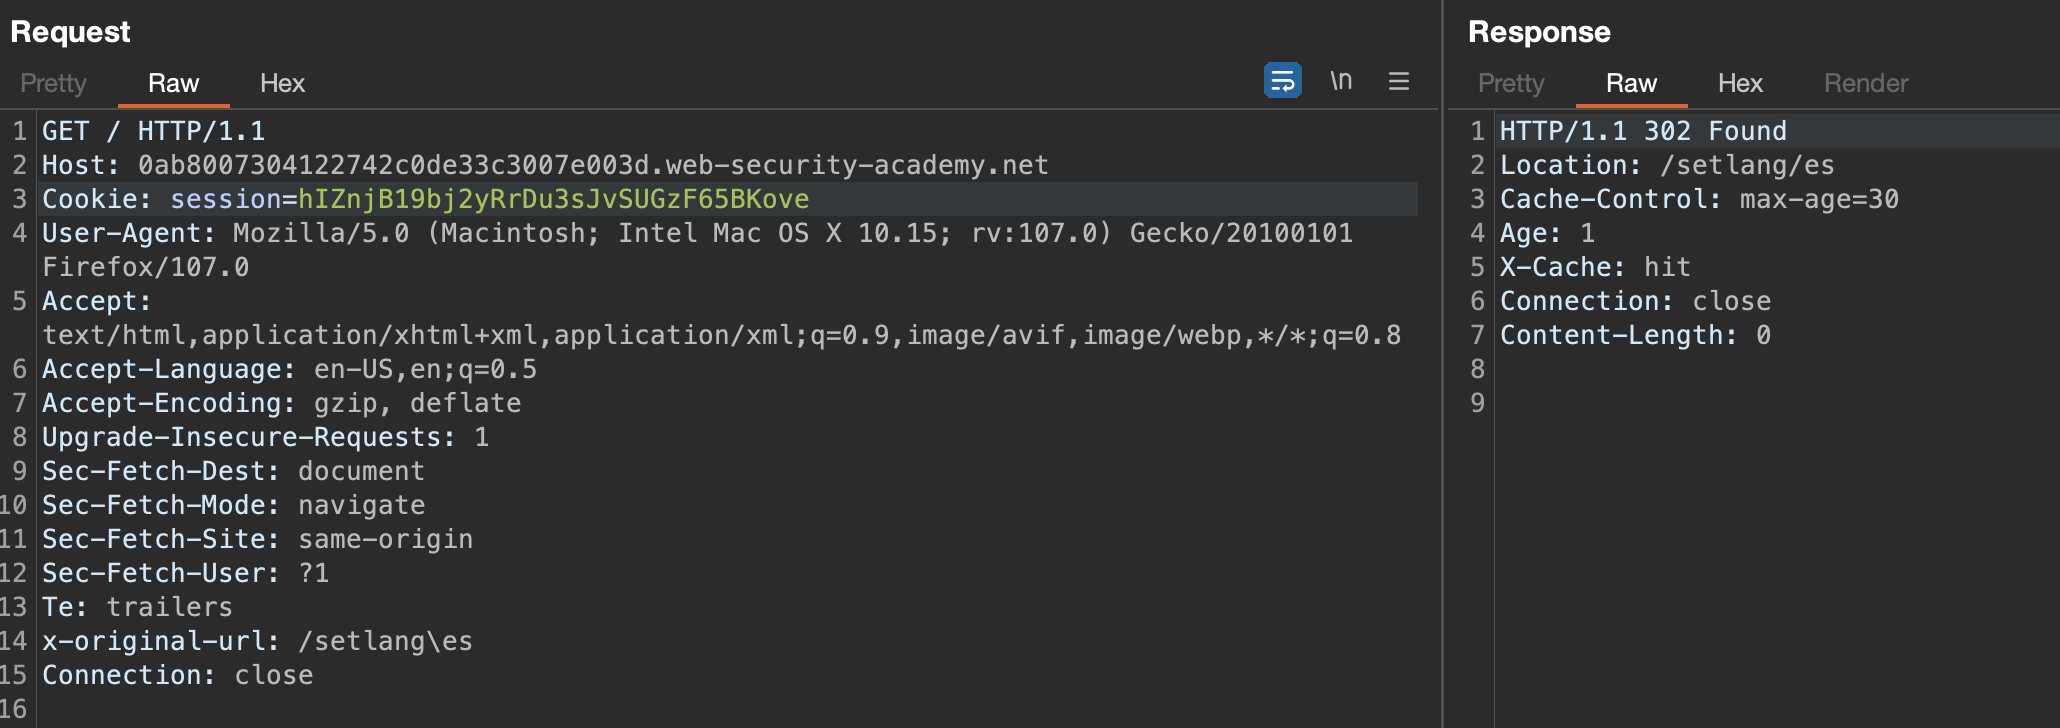 Request
Pretty Raw Hex \n
1 GET / HTTP/1.1
2 Host: 0ab8007304122742c0de33c3007e003d.web-security-academy.net
3 Cookie: session=hIZnjB19bj2yRrDu3sJvSUGzF65BKove
4 User-Agent: Mozilla/5.0 (Macintosh; Intel Mac OS X 10.15; rv:107.0) Gecko/20100101
Firefox/107.0
5 Accept:
text/html,application/xhtml+xml,application/xml;q=0.9,image/avif,image/webp,*/*;q=0.8
6 Accept-Language: en-US,en;q=0.5
7 Accept-Encoding: gzip, deflate
8 Upgrade-Insecure-Requests: 1
9 Sec-Fetch-Dest: document
10 Sec-Fetch-Mode: navigate
11 Sec-Fetch-Site: same-origin
12 Sec-Fetch-User: ?1
13 Te: trailers
14 x-original-url: /setlang\es
15 Connection: close
16
Response
Pretty Raw Hex Render
1 HTTP/1.1 302 Found
2 Location: /setlang/es
3 Cache-Control: max-age=30
4 Age: 1
5 X-Cache: hit
6 Connection: close
7 Content-Length: 0
8
9